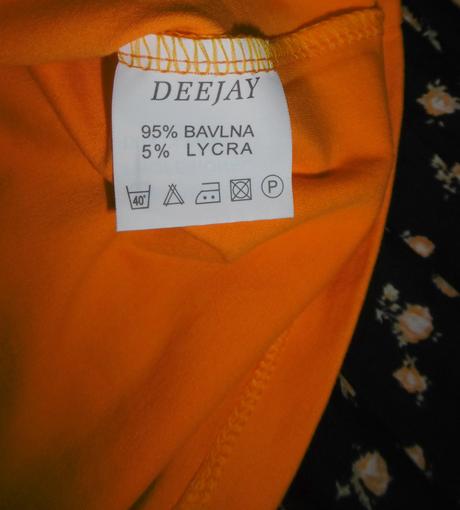 DEEJAY
95% BAVLNA
5% LYCRA
40° P